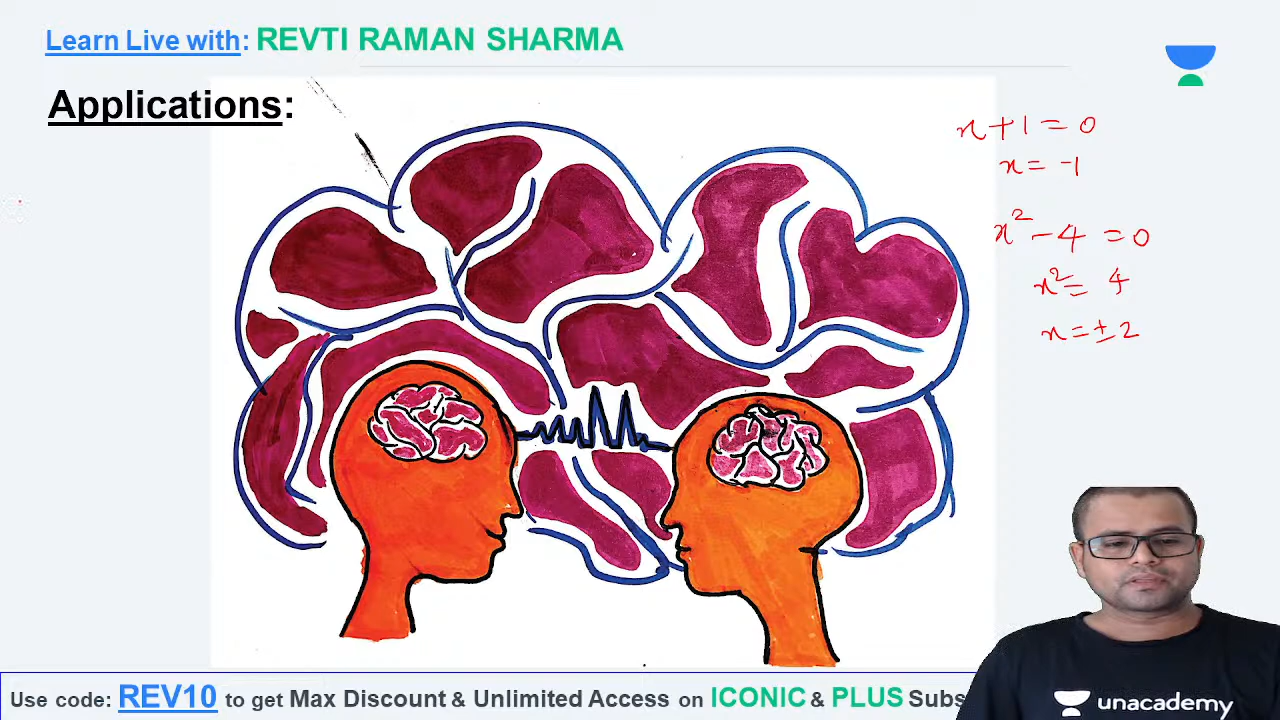 Learn Live with: REVTI RAMAN SHARMA
Applications:
x + 1 = 0
x = -1
x² - 4 = 0
x² = 4
x = ± 2
unacademy
Use code: REV10 to get Max Discount & Unlimited Access on ICONIC & PLUS Subs